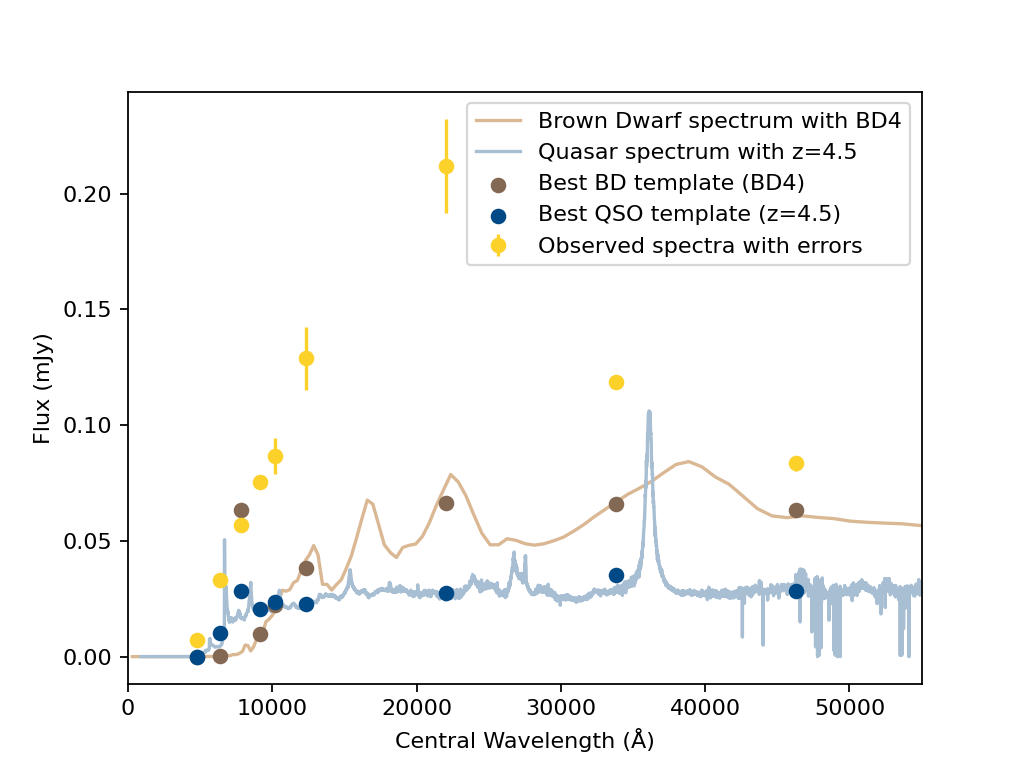 Brown Dwarf spectrum with BD4
Quasar spectrum with z=4.5
Best BD template (BD4)
Best QSO template (z=4.5)
Observed spectra with errors
0.20
0.15
0.10
0.05
0.00
Flux (mJy)
0 10000 20000 30000 40000 50000
Central Wavelength (Å)